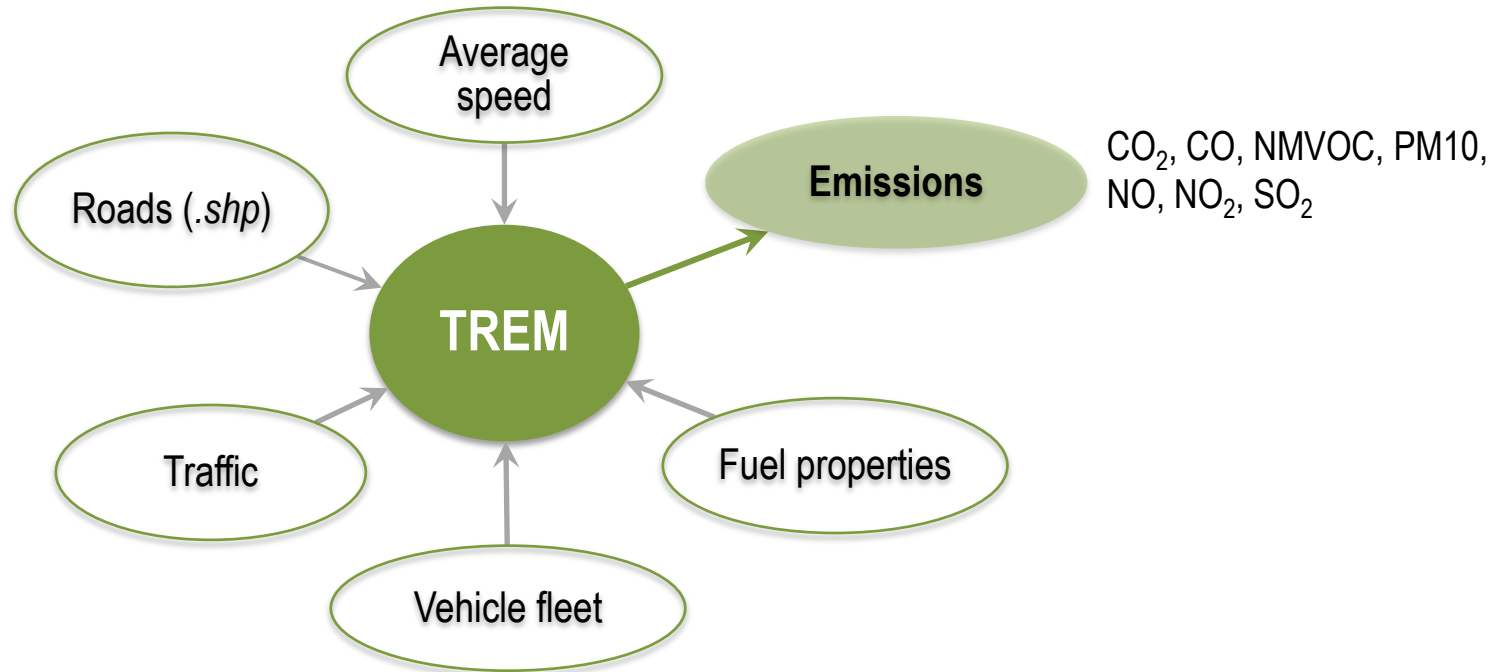 Average
speed
Emissions
CO₂, CO, NMVOC, PM10,
NO, NO₂, SO₂
Roads (.shp)
TREM
Traffic
Fuel properties
Vehicle fleet